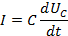 I = C dU_C/dt